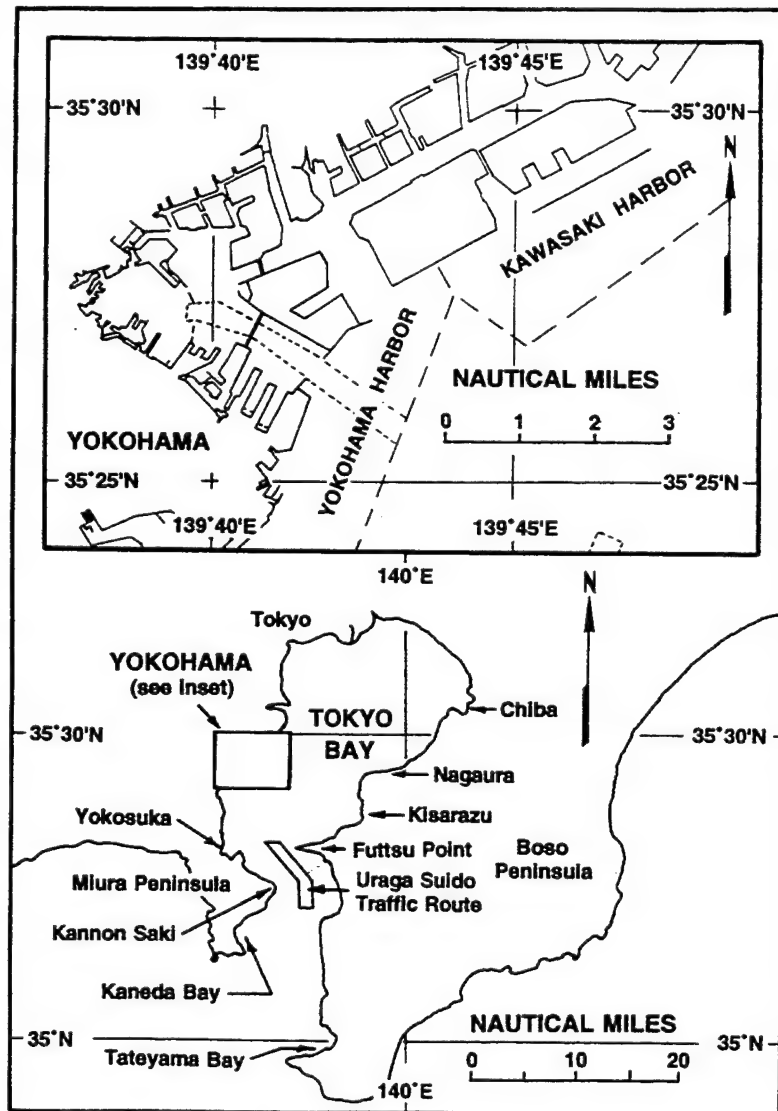 139°40'E
139°45'E
35°30'N
35°30'N
N
KAWASAKI HARBOR
YOKOHAMA HARBOR
NAUTICAL MILES
0 1 2 3
YOKOHAMA
35°25'N
35°25'N
139°40'E
139°45'E
140°E
N
Tokyo
YOKOHAMA
(see inset)
TOKYO
BAY
Chiba
35°30'N
35°30'N
Nagaura
Kisarazu
Yokosuka
Futtsu Point
Boso
Peninsula
Miura Peninsula
Uraga Suido
Traffic Route
Kannon Saki
Kaneda Bay
NAUTICAL MILES
35°N
35°N
Tateyama Bay
0 5 10 20
140°E